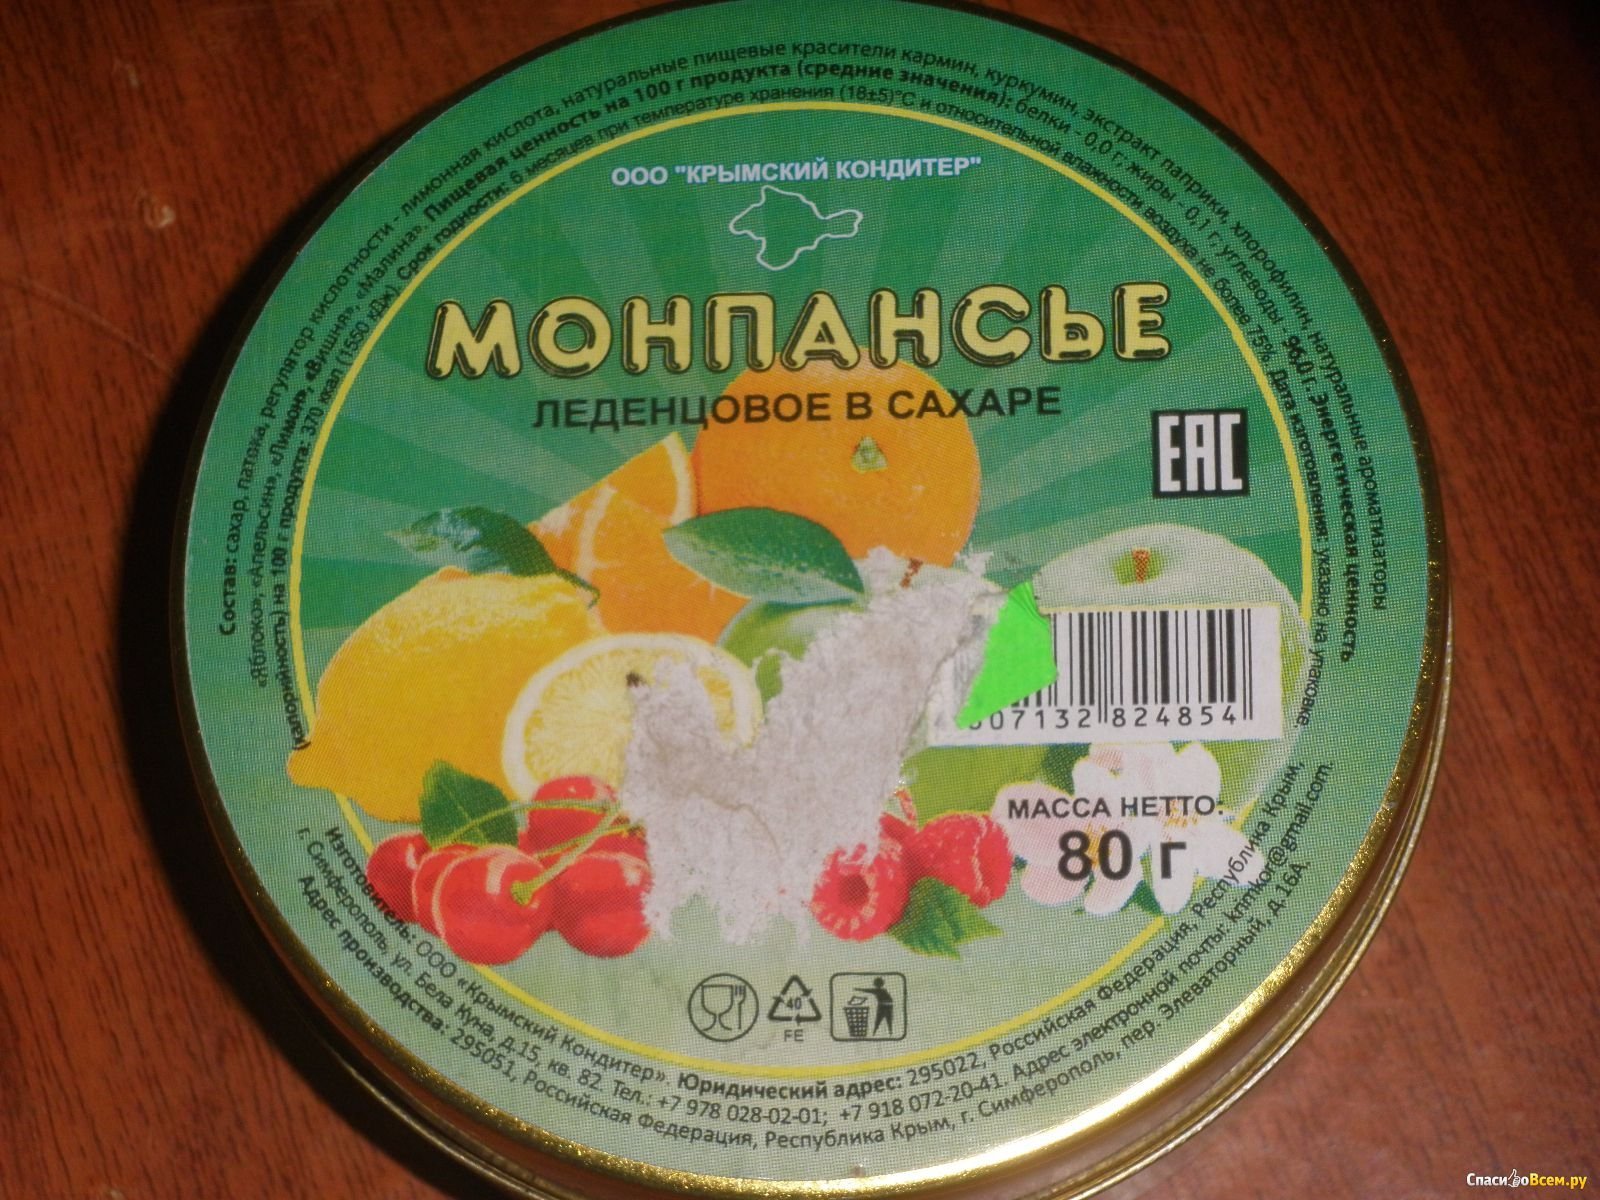 Состав: сахар, патока, регулятор кислотности - лимонная кислота, натуральные пищевые красители кармин, куркумин, экстракт паприки, хлорофилин, натуральные ароматизаторы
«Яблоко», «Апельсин», «Лимон», «Вишня», «Малина». Пищевая ценность на 100 г продукта (средние значения): белки - 0,0 г; жиры - 0,1 г; углеводы - 96,0 г. Энергетическая ценность
(калорийность) на 100 г продукта: 370 ккал (1550 кДж). Срок годности: 6 месяцев при температуре хранения (18±5)°С и относительной влажности воздуха не более 75%. Дата изготовления: указано на упаковке
ООО "КРЫМСКИЙ КОНДИТЕР"
МОНПАНСЬЕ
ЛЕДЕНЦОВОЕ В САХАРЕ
ЕАС
607132 824854
МАССА НЕТТО:
80 г
40
FE
Изготовитель: ООО «Крымский Кондитер». Юридический адрес: 295022, Российская Федерация, Республика Крым,
г. Симферополь, ул. Бела Куна, д.15, кв. 82. Тел.: +7 978 028-02-01; +7 918 072-20-41. Адрес электронной почты: knnkor@gmail.com.
Адрес производства: 295051, Российская Федерация, Республика Крым, г. Симферополь, пер. Элеваторный, д.16А.
СпасибоВсем.ру